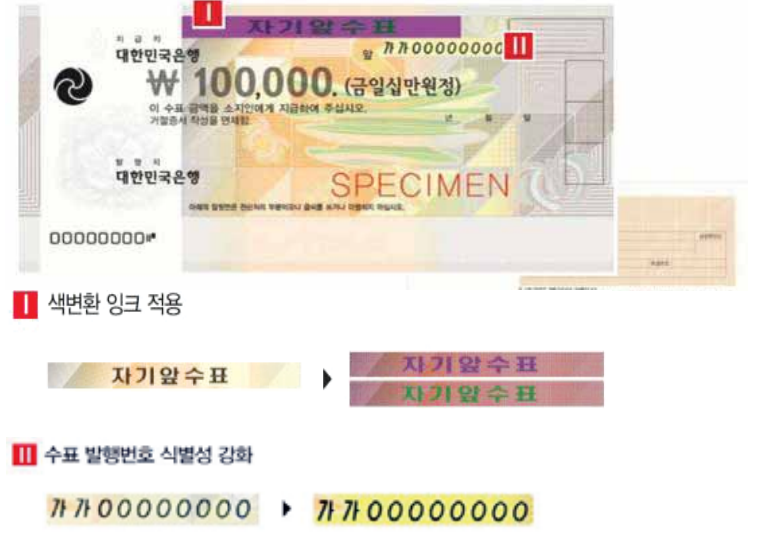 I
자기앞수표
지 급 지
대한민국은행
앞 가가00000000
II
₩ 100,000. (금일십만원정)
이 수표 금액을 소지인에게 지급하여 주십시오.
거절증서 작성을 면제함.
년 월 일
발 행 지
대한민국은행
SPECIMEN
00000000⑈
I 색변환 잉크 적용
자기앞수표
자기앞수표
자기앞수표
II 수표 발행번호 식별성 강화
가가00000000
가가00000000